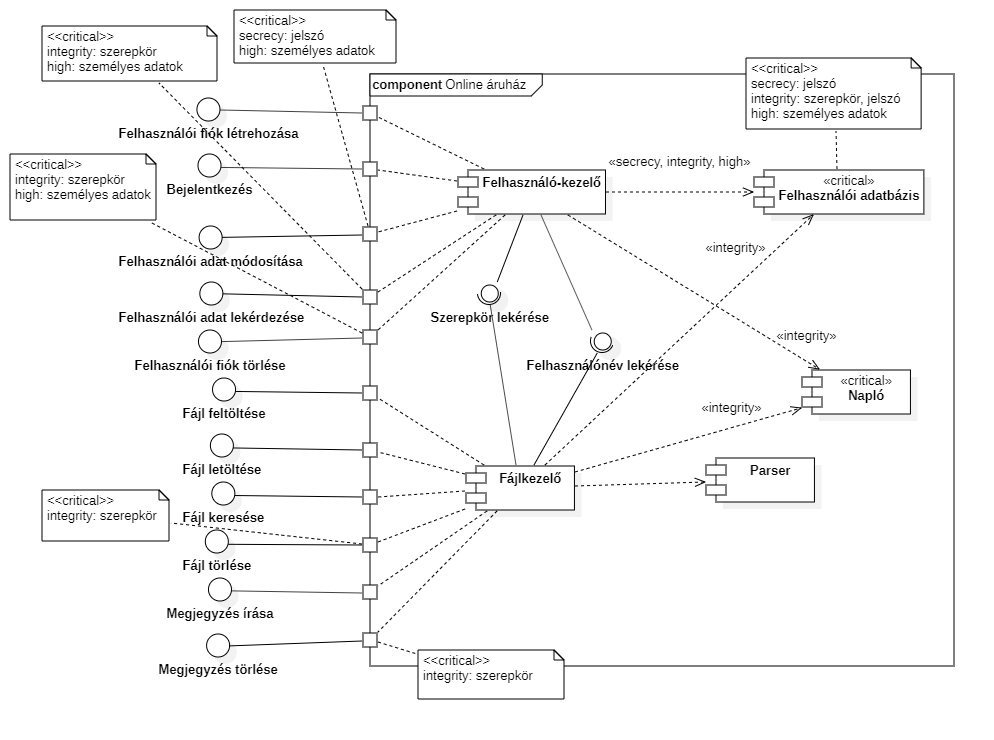 <<critical>>
integrity: szerepkör
high: személyes adatok
<<critical>>
secrecy: jelszó
high: személyes adatok
component Online áruház
<<critical>>
secrecy: jelszó
integrity: szerepkör, jelszó
high: személyes adatok
Felhasználói fiók létrehozása
<<critical>>
integrity: szerepkör
high: személyes adatok
Bejelentkezés
«secrecy, integrity, high»
Felhasználó-kezelő
«critical»
Felhasználói adatbázis
Felhasználói adat módosítása
«integrity»
Felhasználói adat lekérdezése
Szerepkör lekérése
«integrity»
Felhasználói fiók törlése
Felhasználónév lekérése
«critical»
Napló
Fájl feltöltése
«integrity»
Fájl letöltése
Fájlkezelő
Parser
<<critical>>
integrity: szerepkör
Fájl keresése
Fájl törlése
Megjegyzés írása
Megjegyzés törlése
<<critical>>
integrity: szerepkör